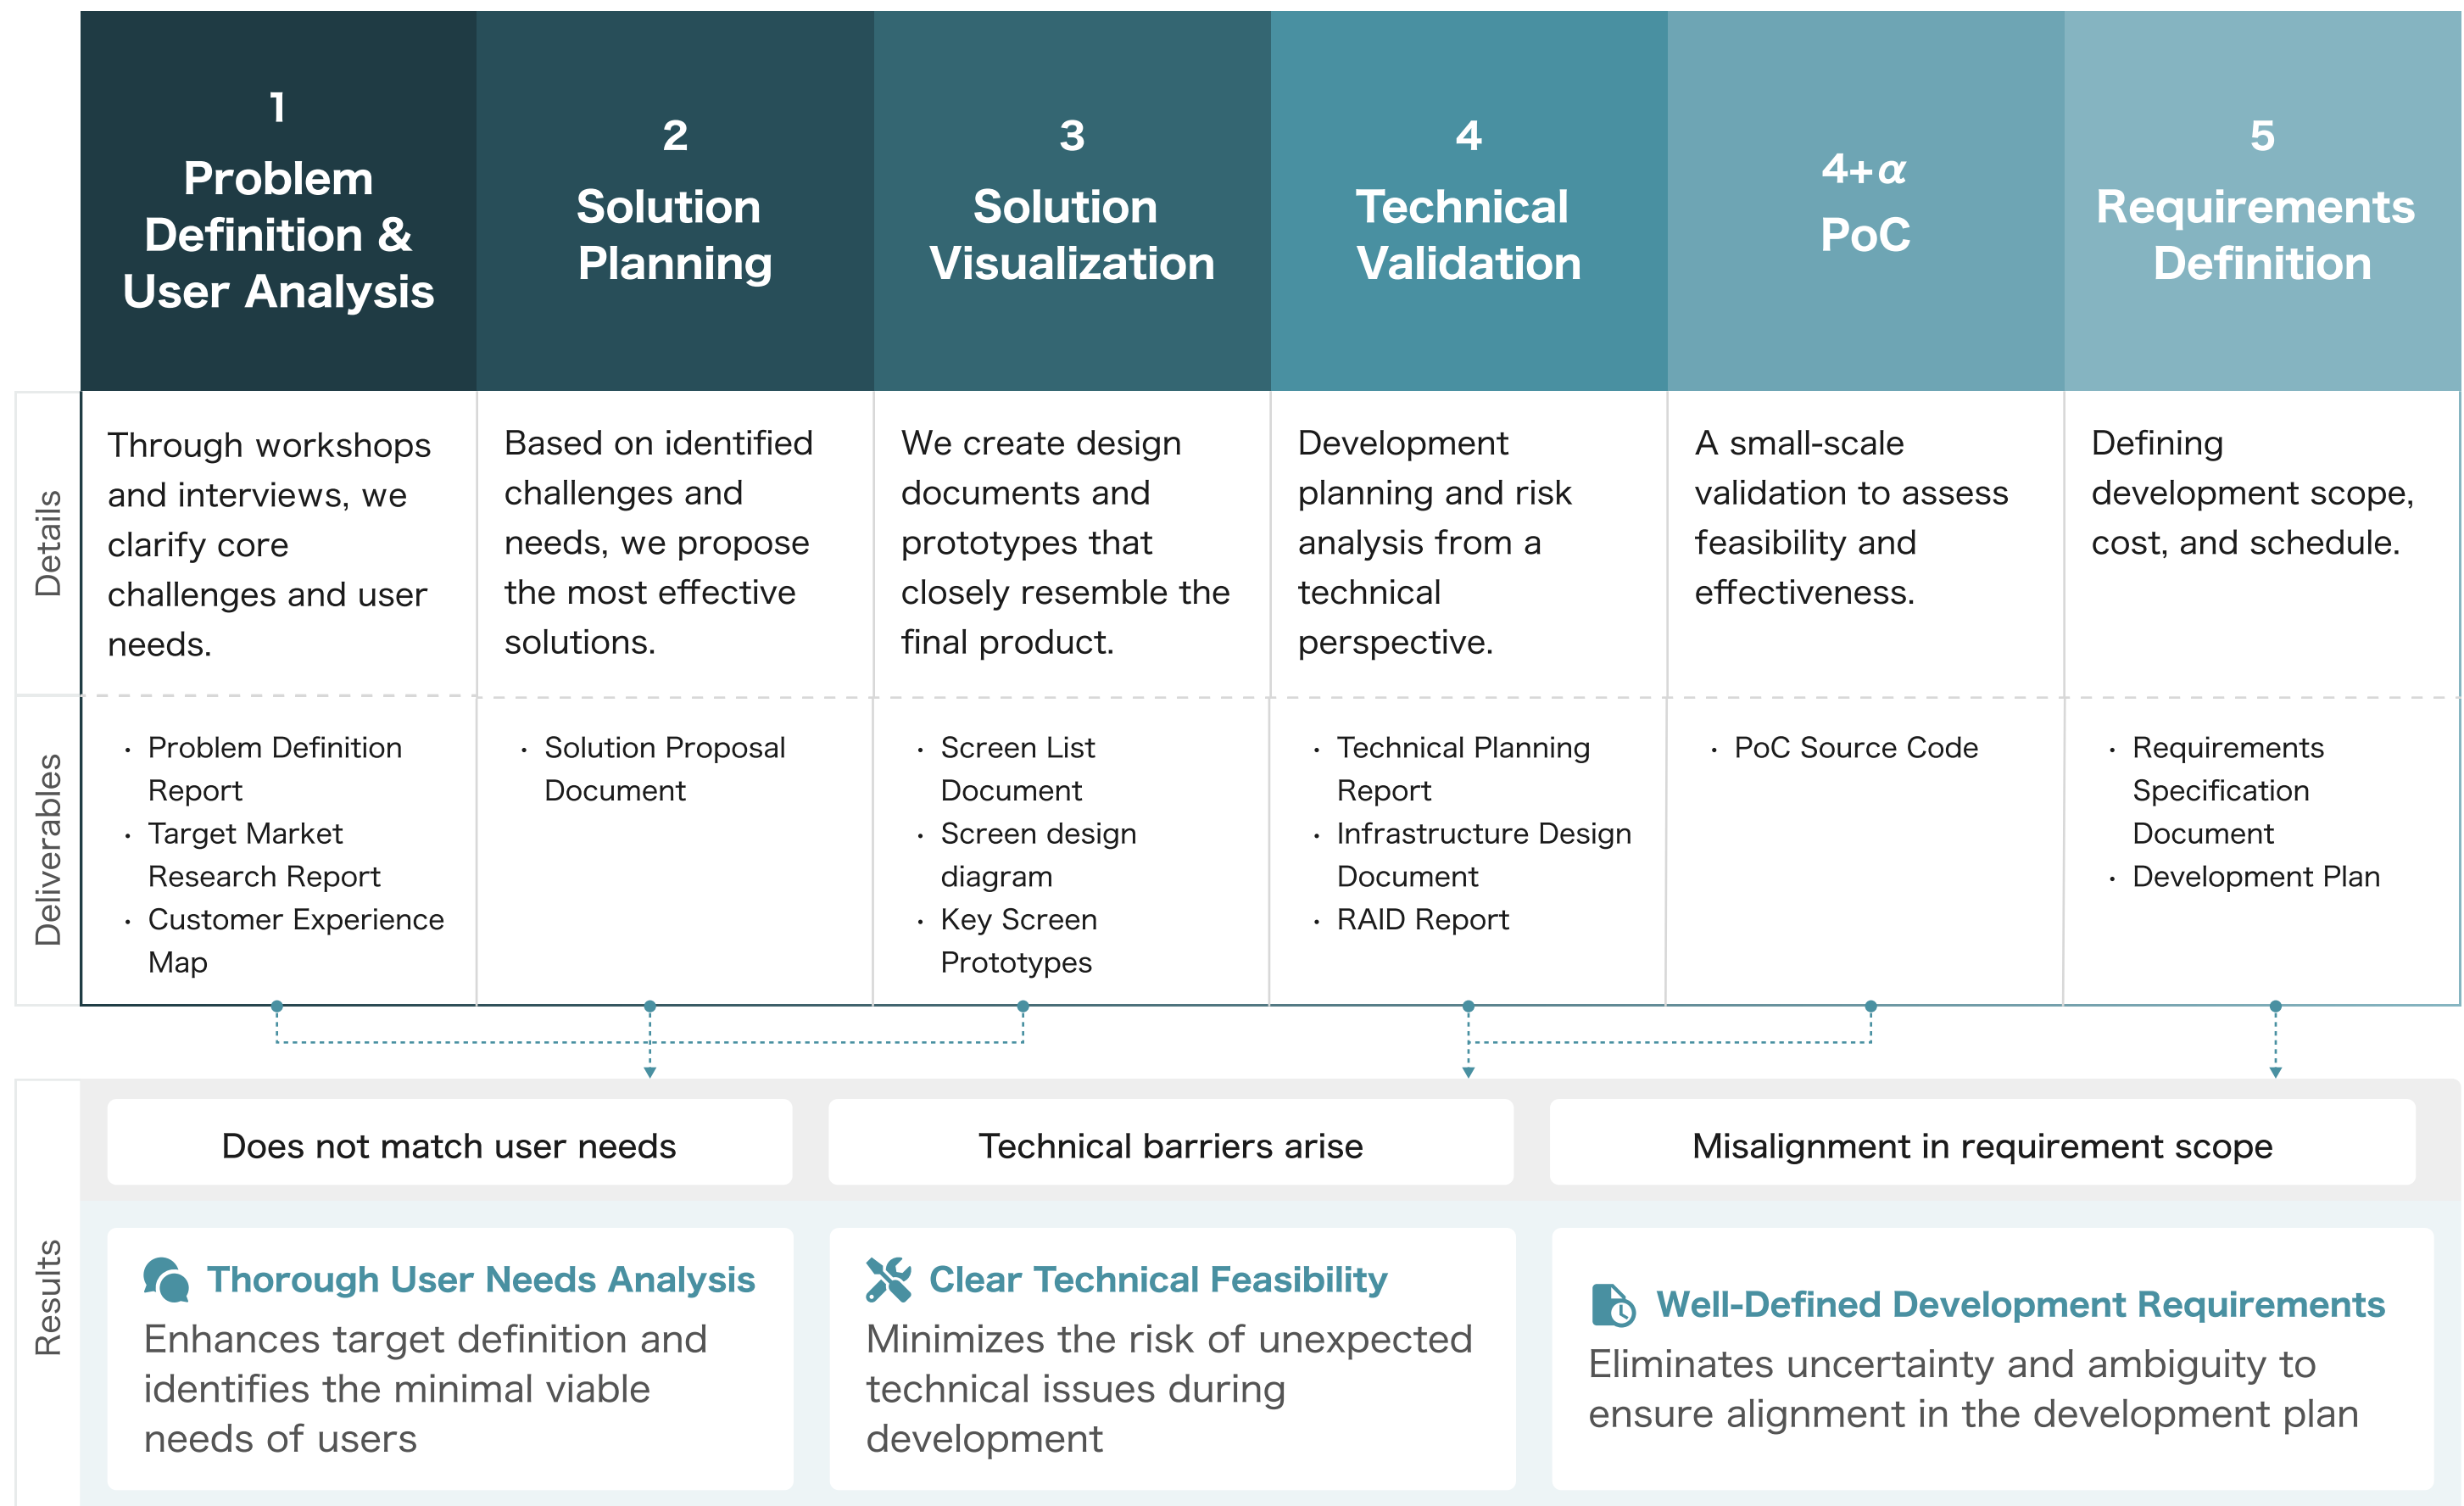 1
Problem
Definition &
User Analysis
2
Solution
Planning
3
Solution
Visualization
4
Technical
Validation
4+α
PoC
5
Requirements
Definition
Details
Through workshops
and interviews, we
clarify core
challenges and user
needs.
Based on identified
challenges and
needs, we propose
the most effective
solutions.
We create design
documents and
prototypes that
closely resemble the
final product.
Development
planning and risk
analysis from a
technical
perspective.
A small-scale
validation to assess
feasibility and
effectiveness.
Defining
development scope,
cost, and schedule.
Deliverables
・ Problem Definition
Report
・ Target Market
Research Report
・ Customer Experience
Map
・ Solution Proposal
Document
・ Screen List
Document
・ Screen design
diagram
・ Key Screen
Prototypes
・ Technical Planning
Report
・ Infrastructure Design
Document
・ RAID Report
・ PoC Source Code
・ Requirements
Specification
Document
・ Development Plan
Results
Does not match user needs
Technical barriers arise
Misalignment in requirement scope
Thorough User Needs Analysis
Enhances target definition and
identifies the minimal viable
needs of users
Clear Technical Feasibility
Minimizes the risk of unexpected
technical issues during
development
Well-Defined Development Requirements
Eliminates uncertainty and ambiguity to
ensure alignment in the development plan